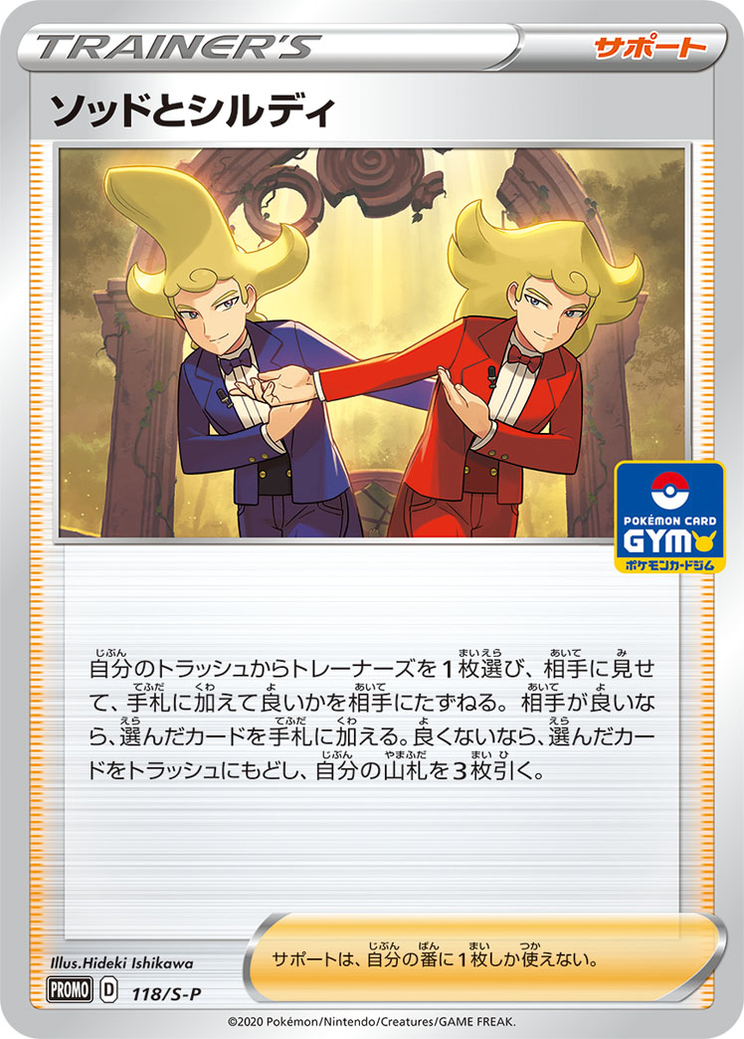 TRAINER'S
サポート
ソッドとシルディ
POKÉMON CARD
GYM
ポケモンカードジム
自分のトラッシュからトレーナーズを1枚選び、相手に見せ
て、手札に加えて良いかを相手にたずねる。相手が良いな
ら、選んだカードを手札に加える。良くないなら、選んだカー
ドをトラッシュにもどし、自分の山札を3枚引く。
Illus.Hideki Ishikawa
サポートは、自分の番に1枚しか使えない。
PROMO D 118/S-P
©2020 Pokémon/Nintendo/Creatures/GAME FREAK.